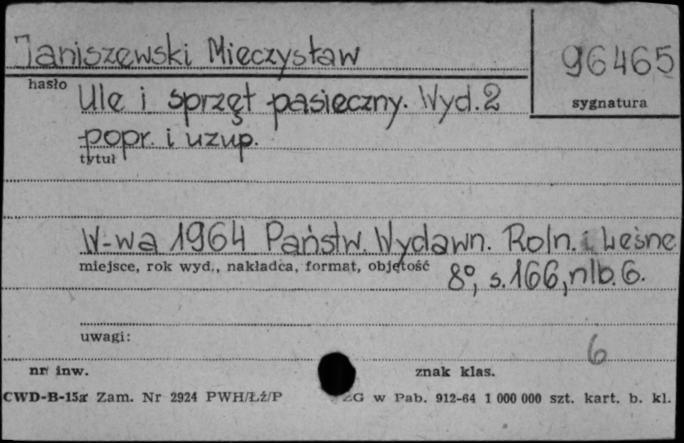 Janiszewski Mieczysław
96465
hasło
sygnatura
Ule i sprzęt pasieczny. Wyd. 2
popr. i uzup.
tytuł
W-wa 1964 Państw. Wydawn. Roln. i Leśne
miejsce, rok wyd., nakładca, format, objętość
8°, s. 166, nlb. 6.
uwagi:
6
nr inw.
znak klas.
CWD-B-15a Zam. Nr 2924 PWH/Łź/P ZG w Pab. 912-64 1 000 000 szt. kart. b. kl.